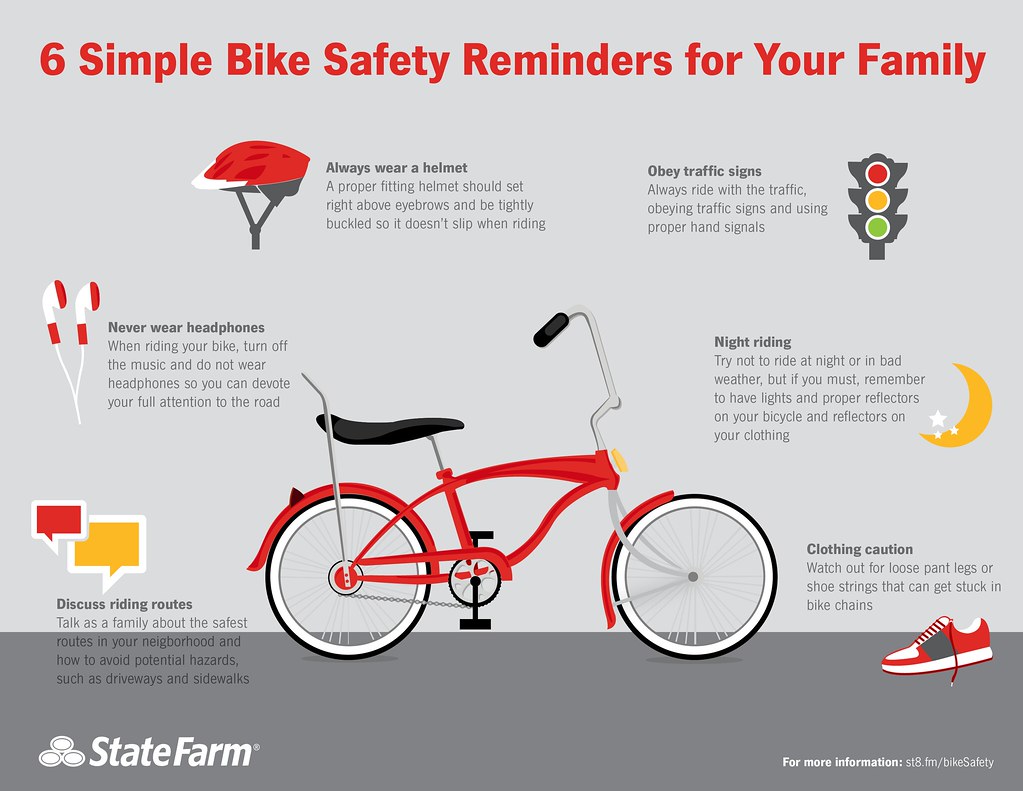 6 Simple Bike Safety Reminders for Your Family
Always wear a helmet
A proper fitting helmet should set
right above eyebrows and be tightly
buckled so it doesn't slip when riding
Obey traffic signs
Always ride with the traffic,
obeying traffic signs and using
proper hand signals
Never wear headphones
When riding your bike, turn off
the music and do not wear
headphones so you can devote
your full attention to the road
Night riding
Try not to ride at night or in bad
weather, but if you must, remember
to have lights and proper reflectors
on your bicycle and reflectors on
your clothing
Discuss riding routes
Talk as a family about the safest
routes in your neigborhood and
how to avoid potential hazards,
such as driveways and sidewalks
Clothing caution
Watch out for loose pant legs or
shoe strings that can get stuck in
bike chains
StateFarm®
For more information: st8.fm/bikeSafety